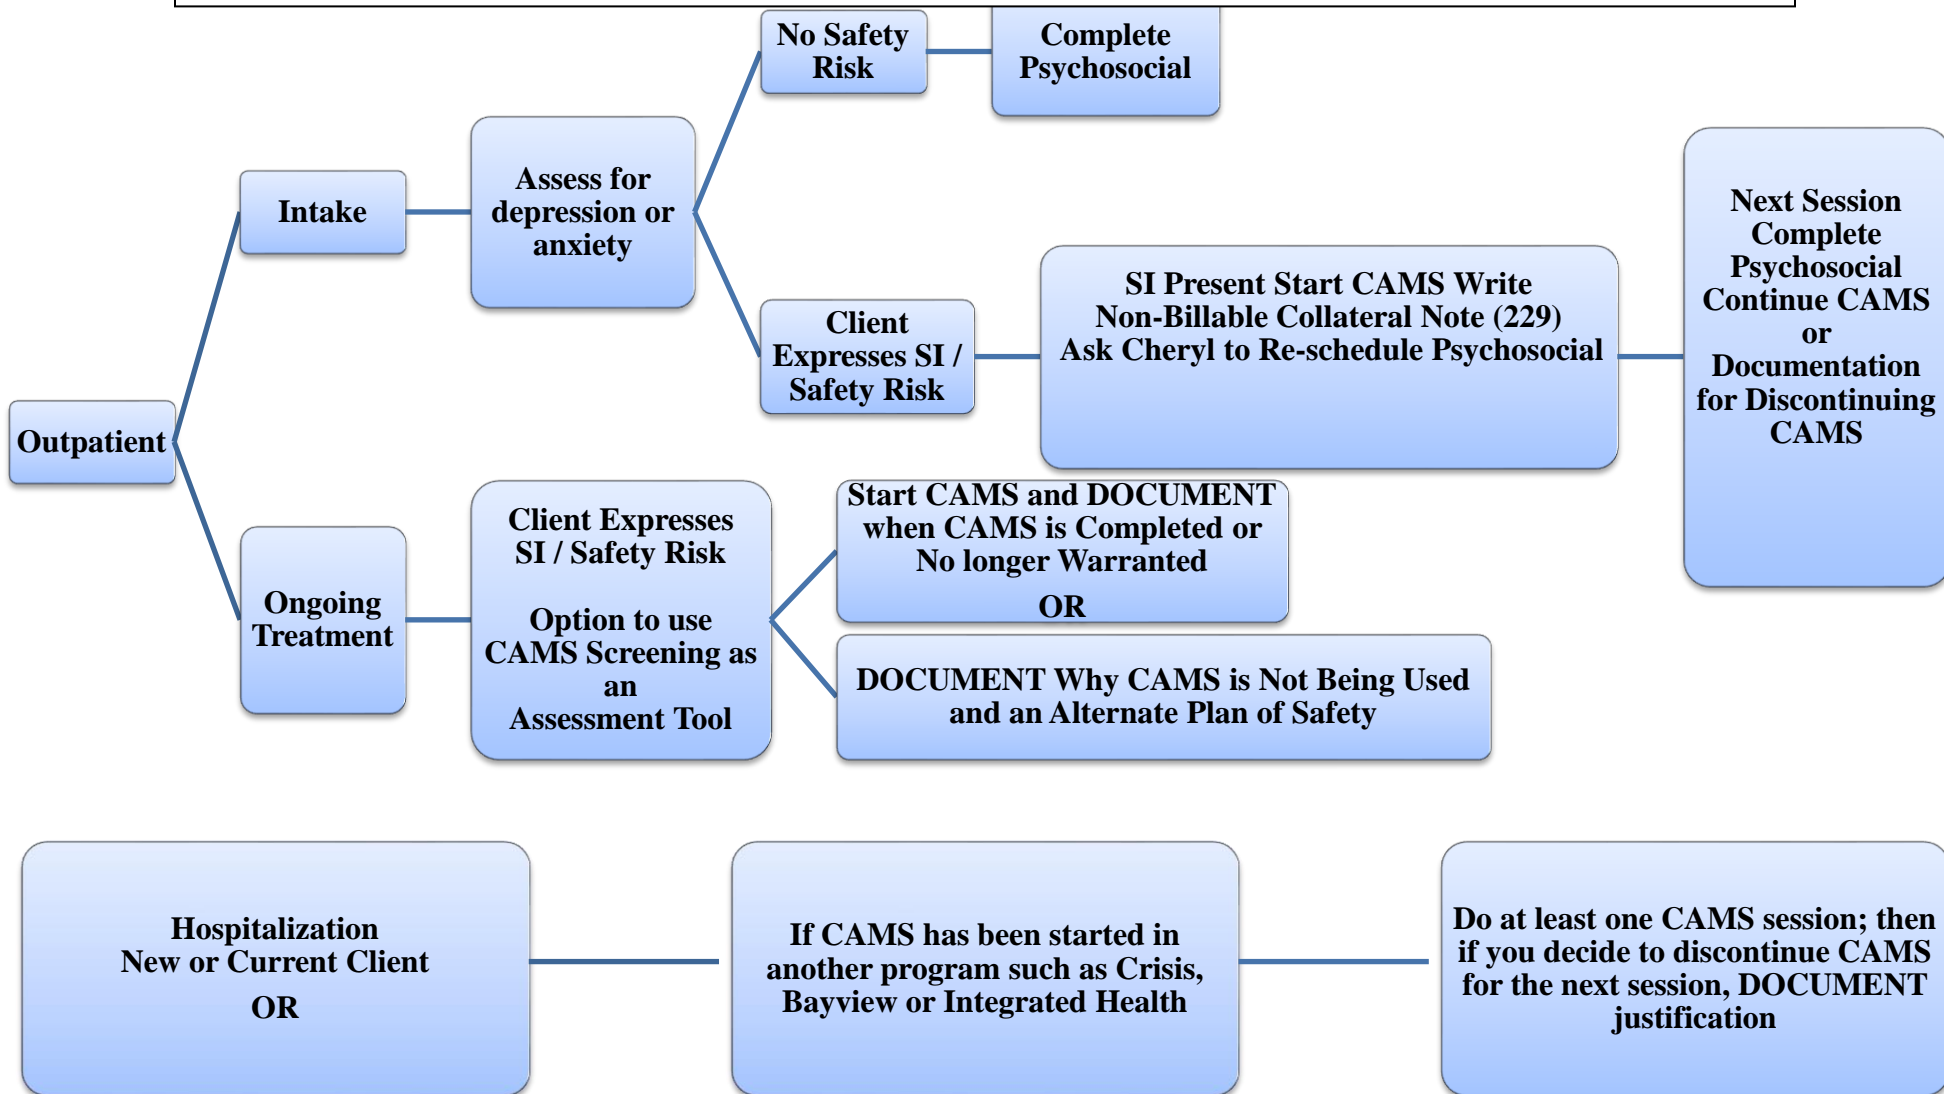 No Safety
Risk
Complete
Psychosocial
Intake
Assess for
depression or
anxiety
Client
Expresses SI /
Safety Risk
SI Present Start CAMS Write
Non-Billable Collateral Note (229)
Ask Cheryl to Re-schedule Psychosocial
Next Session
Complete
Psychosocial
Continue CAMS
or
Documentation
for Discontinuing
CAMS
Outpatient
Ongoing
Treatment
Client Expresses
SI / Safety Risk
Option to use
CAMS Screening as
an
Assessment Tool
Start CAMS and DOCUMENT
when CAMS is Completed or
No longer Warranted
OR
DOCUMENT Why CAMS is Not Being Used
and an Alternate Plan of Safety
Hospitalization
New or Current Client
OR
If CAMS has been started in
another program such as Crisis,
Bayview or Integrated Health
Do at least one CAMS session; then
if you decide to discontinue CAMS
for the next session, DOCUMENT
justification